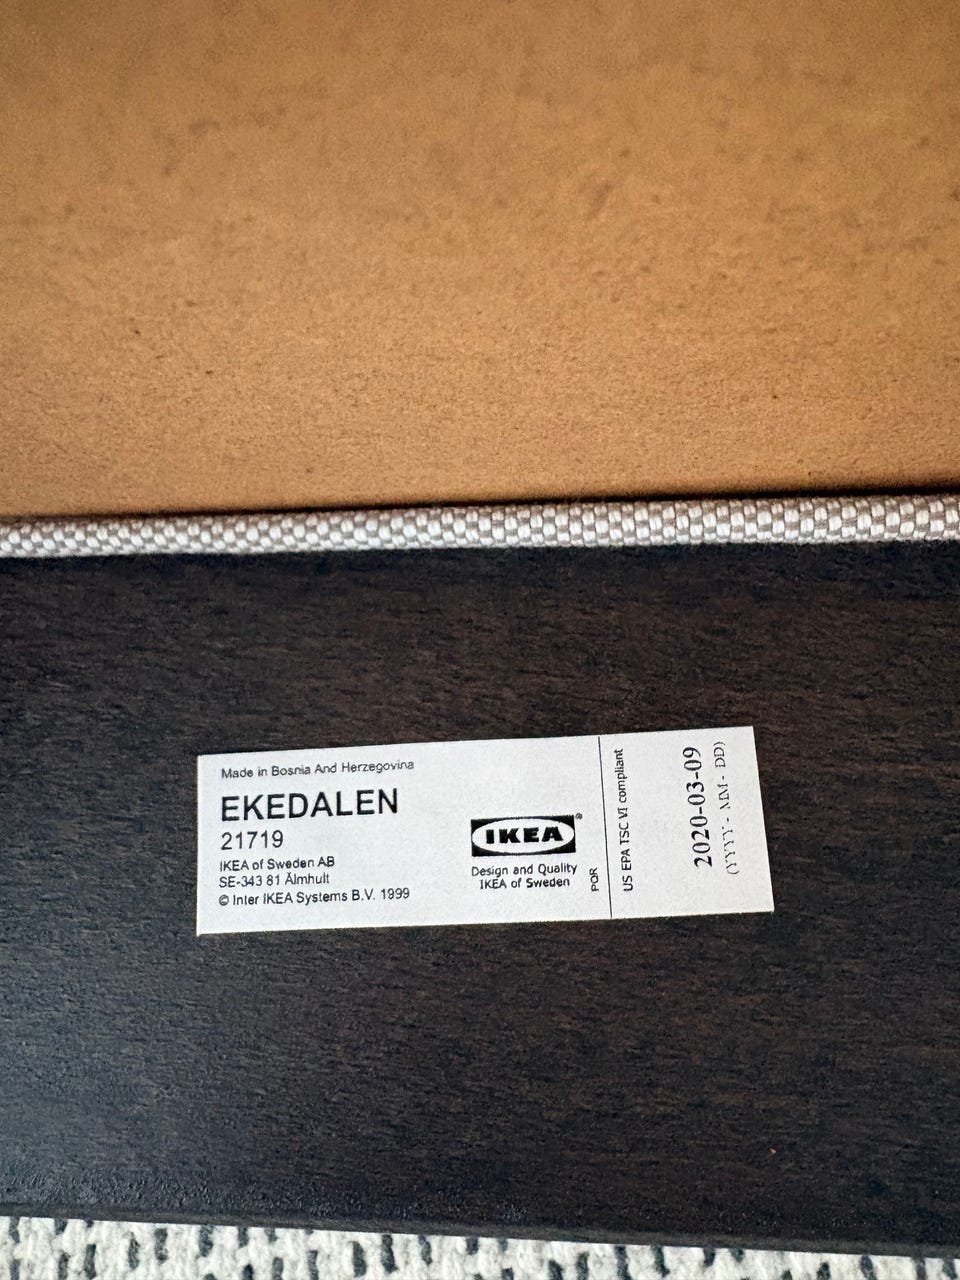 Made in Bosnia And Herzegovina
EKEDALEN
21719
IKEA of Sweden AB
SE-343 81 Älmhult
© Inter IKEA Systems B.V. 1999
IKEA®
Design and Quality
IKEA of Sweden
POR
US EPA TSC VI compliant
2020-03-09
(YYYY - MM - DD)